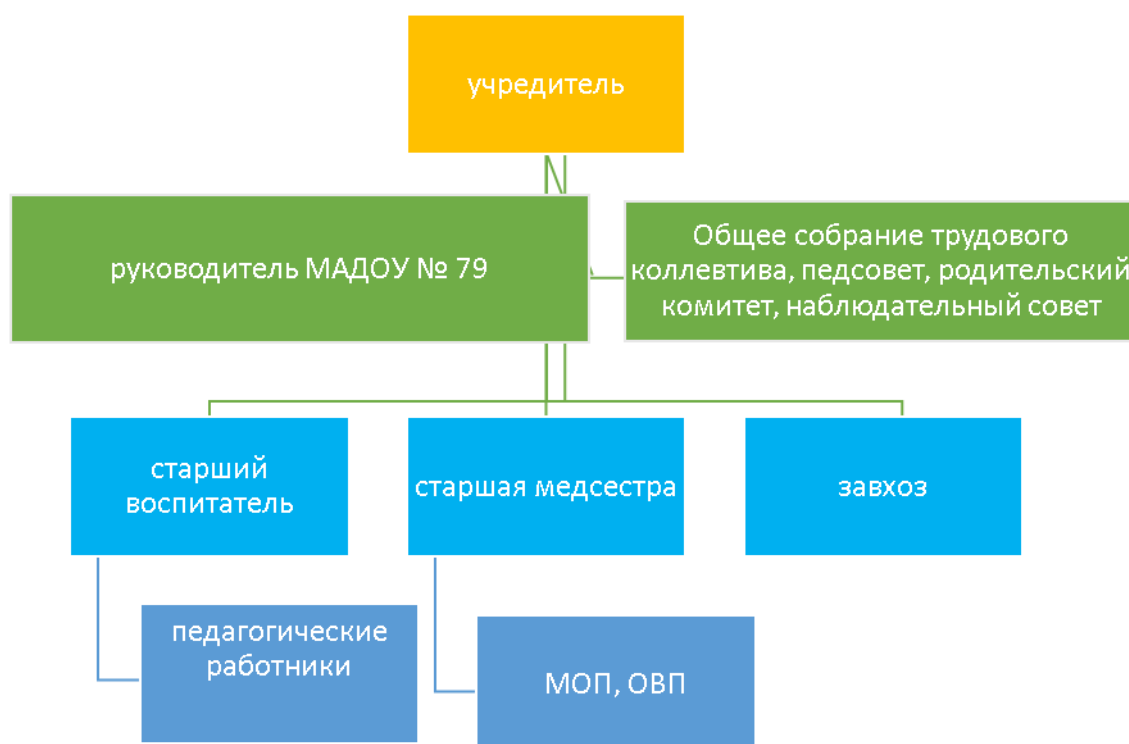 учредитель
руководитель МАДОУ № 79
Общее собрание трудового
коллевтива, педсовет, родительский
комитет, наблюдательный совет
старший
воспитатель
старшая медсестра
завхоз
педагогические
работники
МОП, ОВП